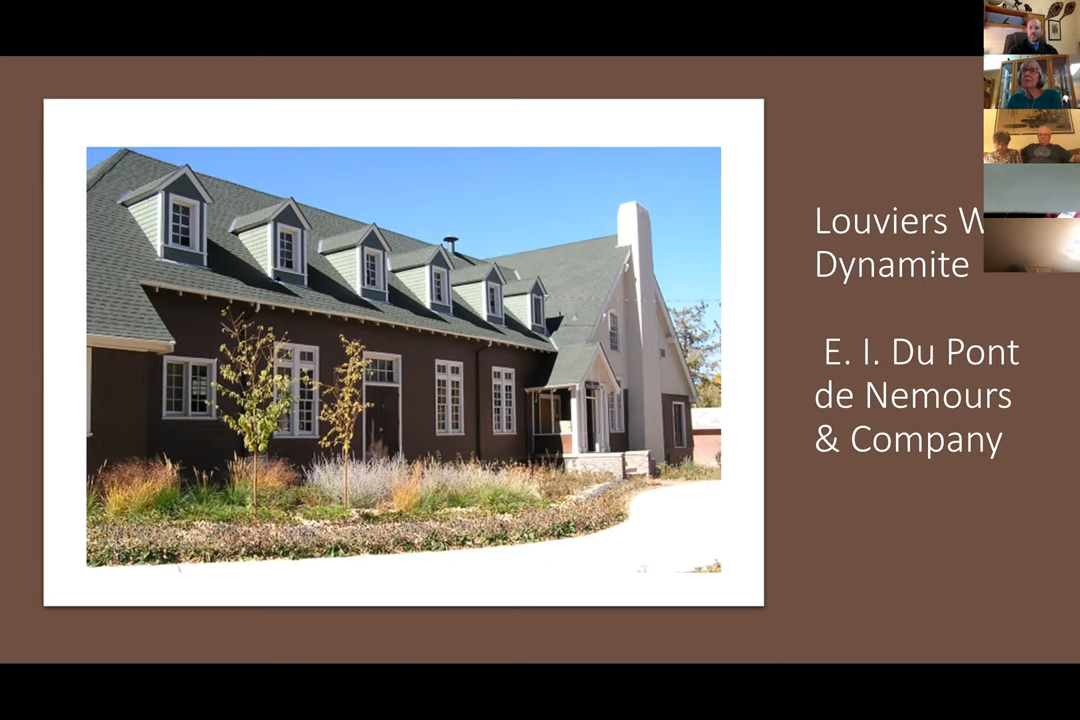 Louviers
Dynamite
E. I. Du Pont
de Nemours
& Company